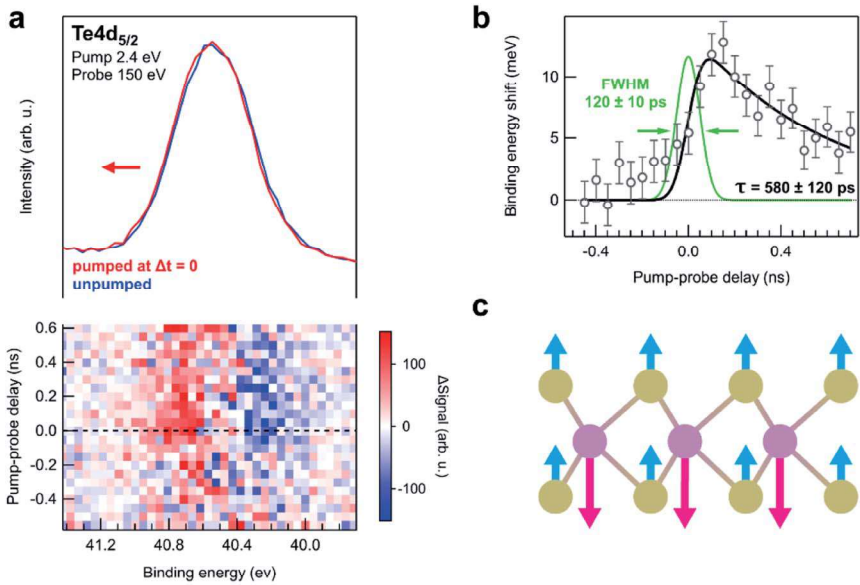 a
Te4d5/2
Pump 2.4 eV
Probe 150 eV
Intensity (arb. u.)
pumped at Δt = 0
unpumped
Pump-probe delay (ns)
0.6
0.4
0.2
0.0
-0.2
-0.4
41.2 40.8 40.4 40.0
Binding energy (ev)
100
0
-100
ΔSignal (arb. u.)
b
Binding energy shift (meV)
10
5
0
FWHM
120 ± 10 ps
τ = 580 ± 120 ps
-0.4 0.0 0.4
Pump-probe delay (ns)
c